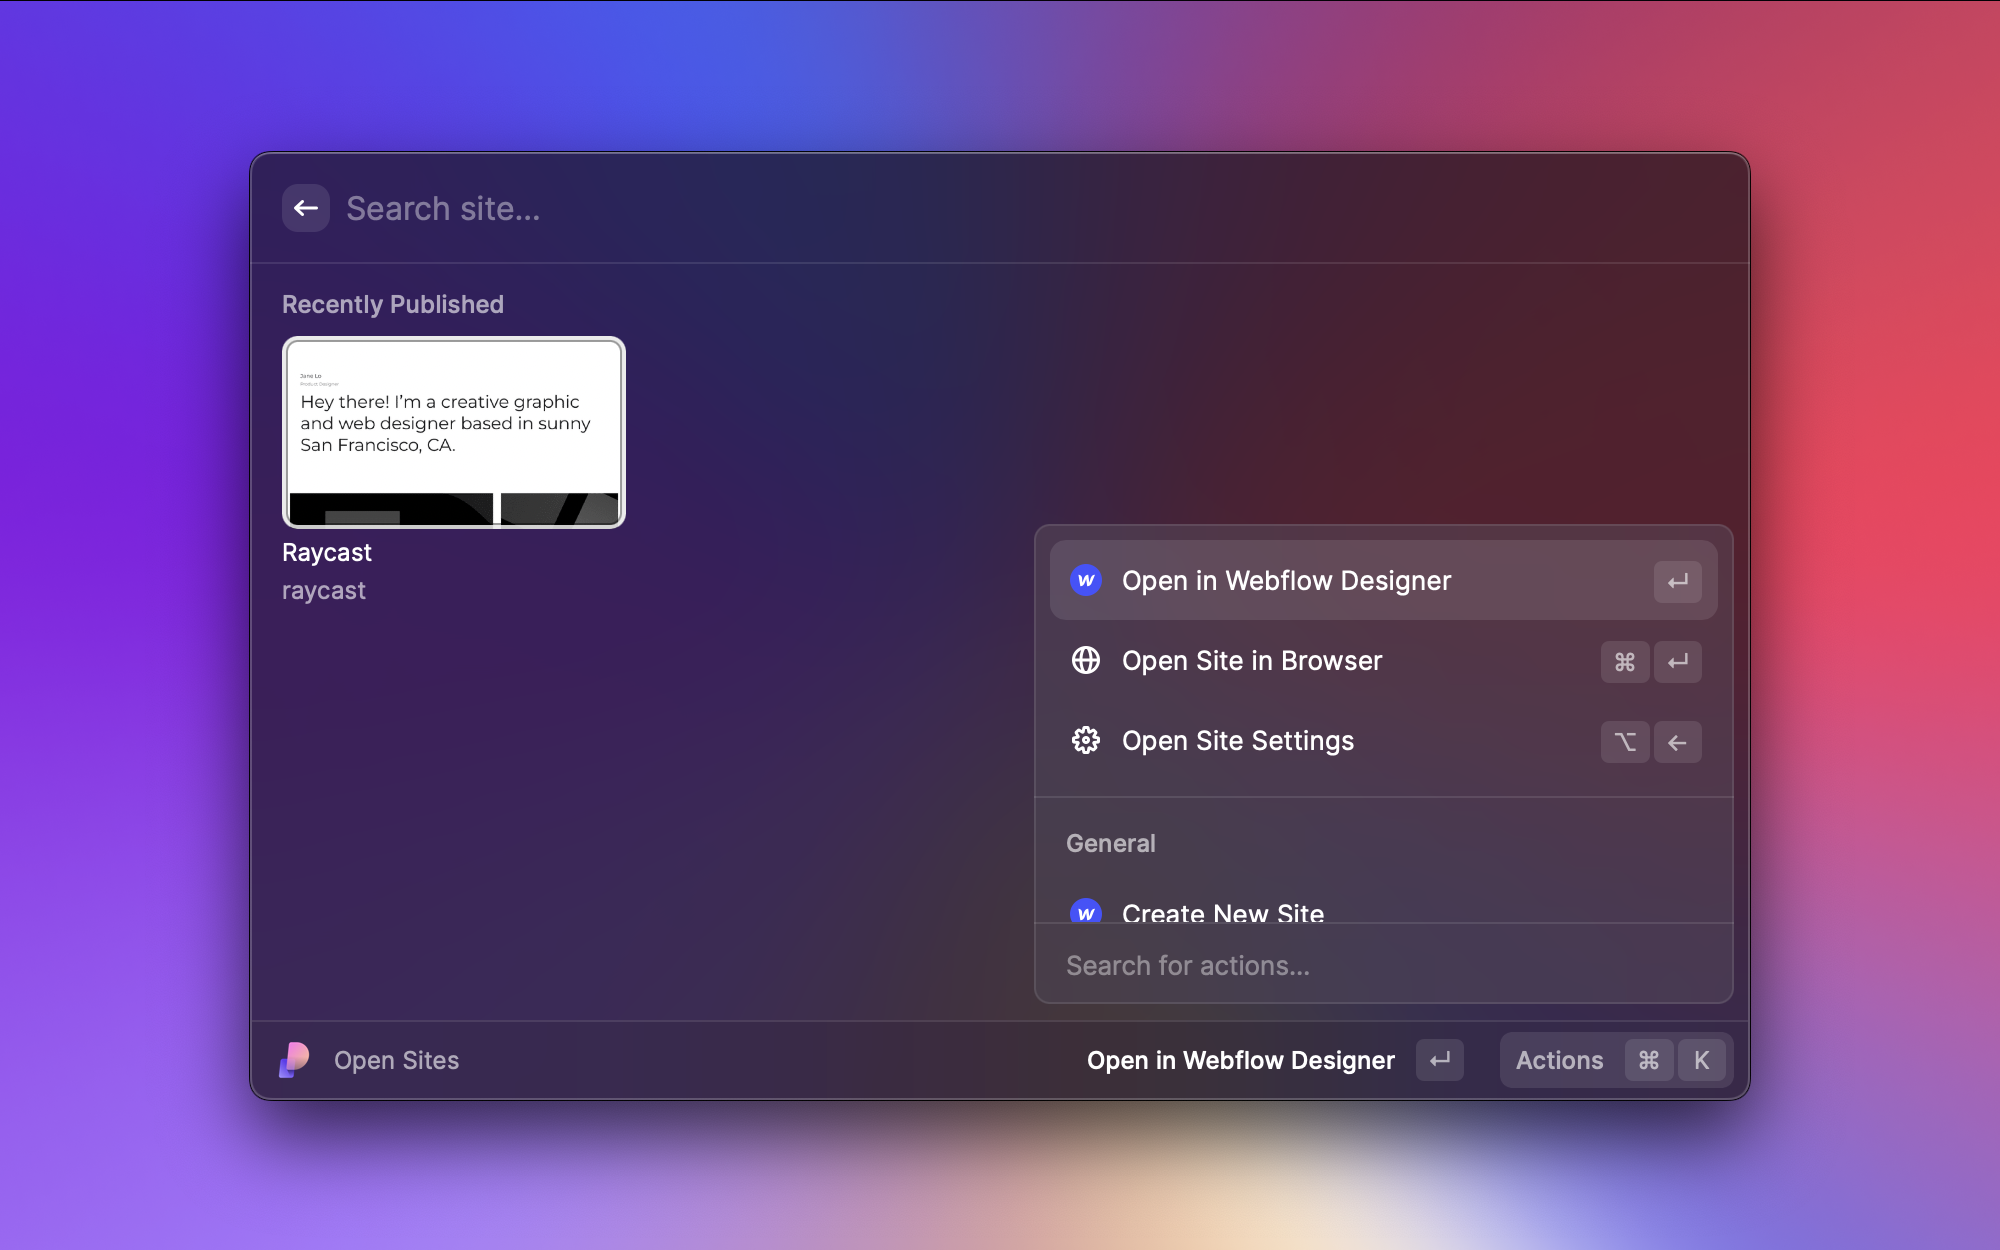 Search site...
Recently Published
Jane Lo
Product Designer
Hey there! I'm a creative graphic
and web designer based in sunny
San Francisco, CA.
Raycast
raycast
Open in Webflow Designer ↵
Open Site in Browser ⌘ ↵
Open Site Settings ⌥ ←
General
Create New Site
Search for actions...
Open Sites
Open in Webflow Designer ↵
Actions ⌘ K